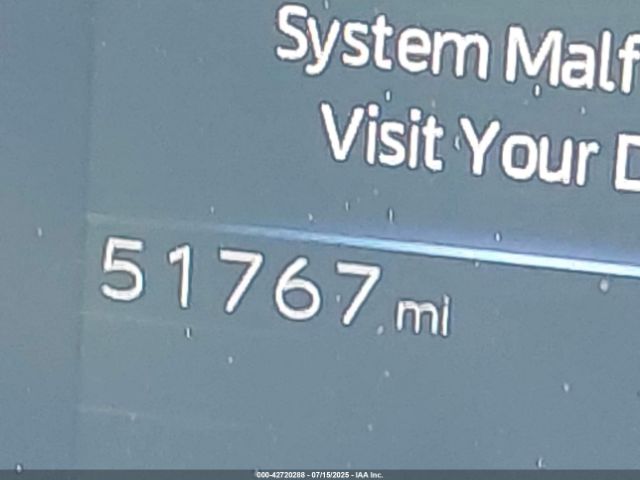 System Malf
Visit Your D
51767 mi
000-42720288 - 07/15/2025 - IAA Inc.